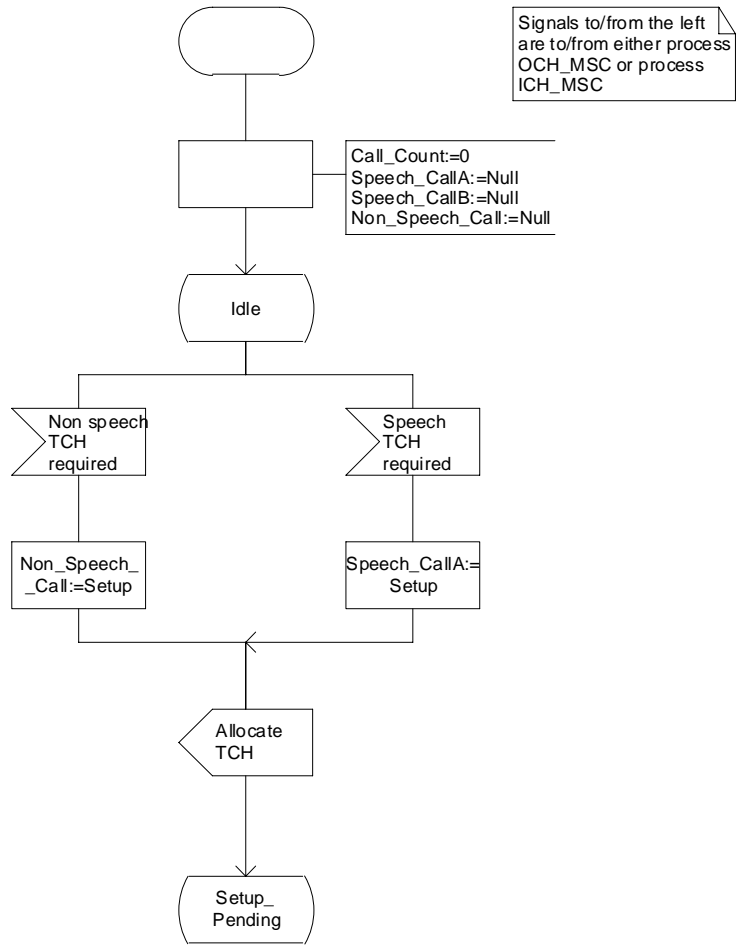 Signals to/from the left
are to/from either process
OCH_MSC or process
ICH_MSC
Call_Count:=0
Speech_CallA:=Null
Speech_CallB:=Null
Non_Speech_Call:=Null
Idle
Non speech
TCH
required
Speech
TCH
required
Non_Speech_
_Call:=Setup
Speech_CallA:=
Setup
Allocate
TCH
Setup_
Pending